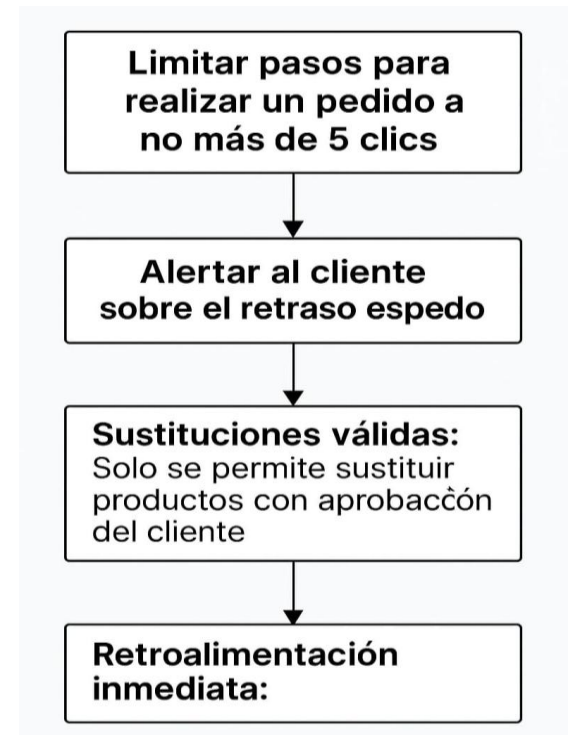 Limitar pasos para
realizar un pedido a
no más de 5 clics
Alertar al cliente
sobre el retraso espedo
Sustituciones válidas:
Solo se permite sustituir
productos con aprobacčón
del cliente
Retroalimentación
inmediata: